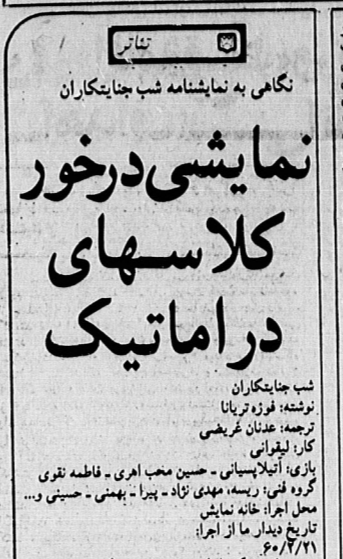 تئاتر
نگاهی به نمایشنامه شب جنایتکاران
نمایشی درخور
کلاسهای
دراماتیک
شب جنایتکاران
نوشته: فوزه تریانا
ترجمه: عدنان غریضی
کار: لیقوانی
بازی: آتیلاپسیانی ـ حسین محب اهری ـ فاطمه نقوی
گروه فنی: ریسه، مهدی نژاد ـ پیرا ـ بهمنی ـ حسینی و...
محل اجرا: خانه نمایش
تاریخ دیدار ما از اجرا:
۶۰/۲/۲۱